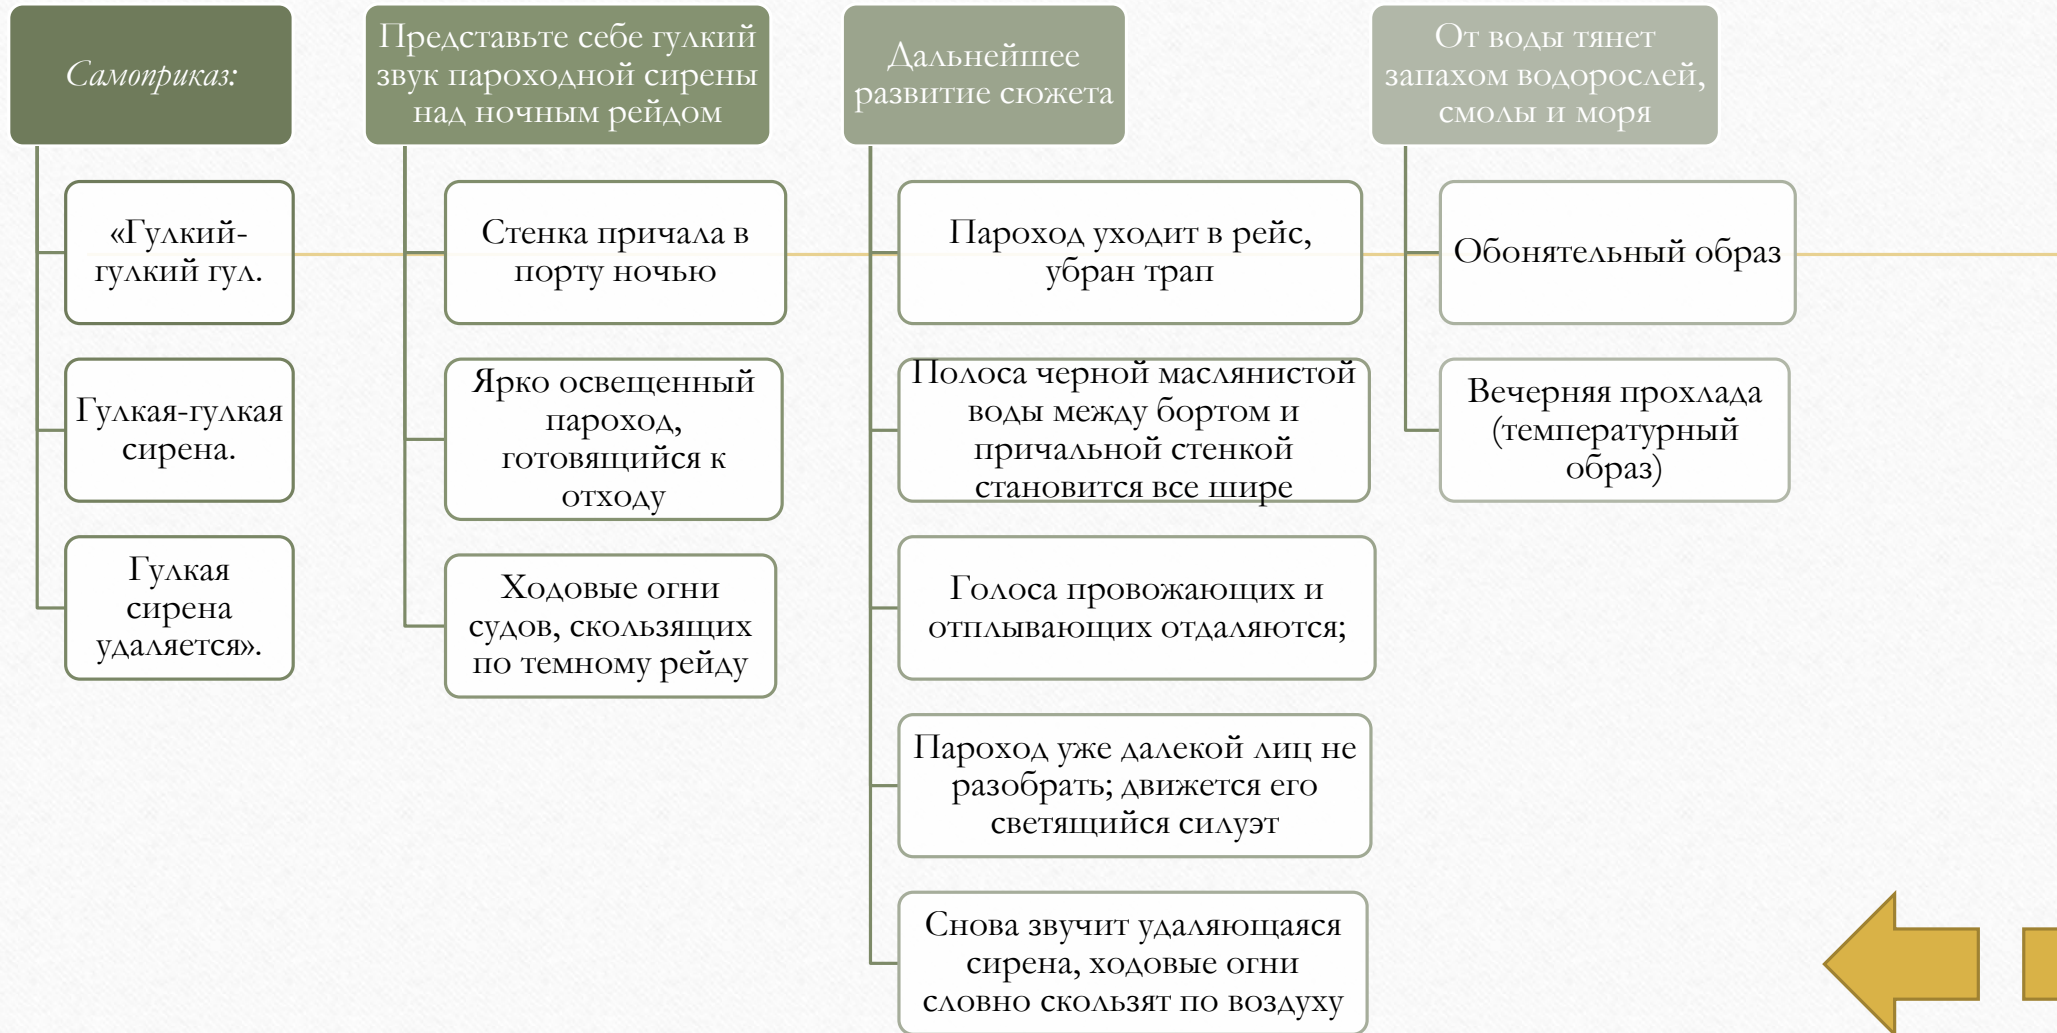 Самоприказ:
«Гулкий-
гулкий гул.
Гулкая-гулкая
сирена.
Гулкая
сирена
удаляется».
Представьте себе гулкий
звук пароходной сирены
над ночным рейдом
Стенка причала в
порту ночью
Ярко освещенный
пароход,
готовящийся к
отходу
Ходовые огни
судов, скользящих
по темному рейду
Дальнейшее
развитие сюжета
Пароход уходит в рейс,
убран трап
Полоса черной маслянистой
воды между бортом и
причальной стенкой
становится все шире
Голоса провожающих и
отплывающих отдаляются;
Пароход уже далекой лиц не
разобрать; движется его
светящийся силуэт
Снова звучит удаляющаяся
сирена, ходовые огни
словно скользят по воздуху
От воды тянет
запахом водорослей,
смолы и моря
Обонятельный образ
Вечерняя прохлада
(температурный
образ)